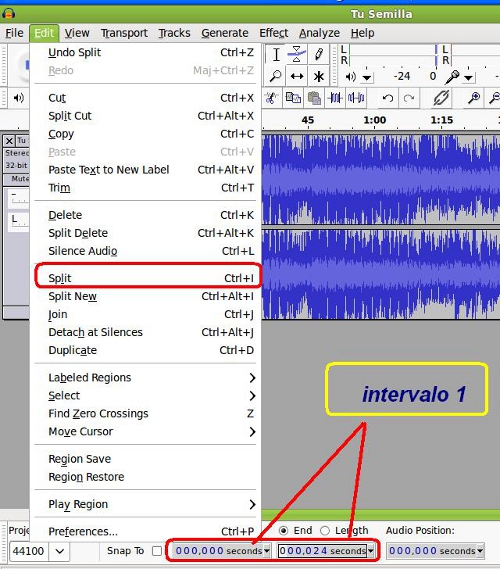 Tu Semilla
File Edit View Transport Tracks Generate Effect Analyze Help
Undo Split Ctrl+Z
Redo Maj+Ctrl+Z
Cut Ctrl+X
Split Cut Ctrl+Alt+X
Copy Ctrl+C
Paste Ctrl+V
Paste Text to New Label Ctrl+Alt+V
Trim Ctrl+T
Delete Ctrl+K
Split Delete Ctrl+Alt+K
Silence Audio Ctrl+L
Split Ctrl+I
Split New Ctrl+Alt+I
Join Ctrl+J
Detach at Silences Ctrl+Alt+J
Duplicate Ctrl+D
Labeled Regions
Select
Find Zero Crossings Z
Move Cursor
Region Save
Region Restore
Play Region
Preferences... Ctrl+P
L
R
-24 0
L
R
45 1:00 1:15
Tu
Stereo
32-bit
Mute
L
intervalo 1
Proje
End Length Audio Position:
44100 Snap To 000,000 seconds 000,024 seconds 000,000 seconds